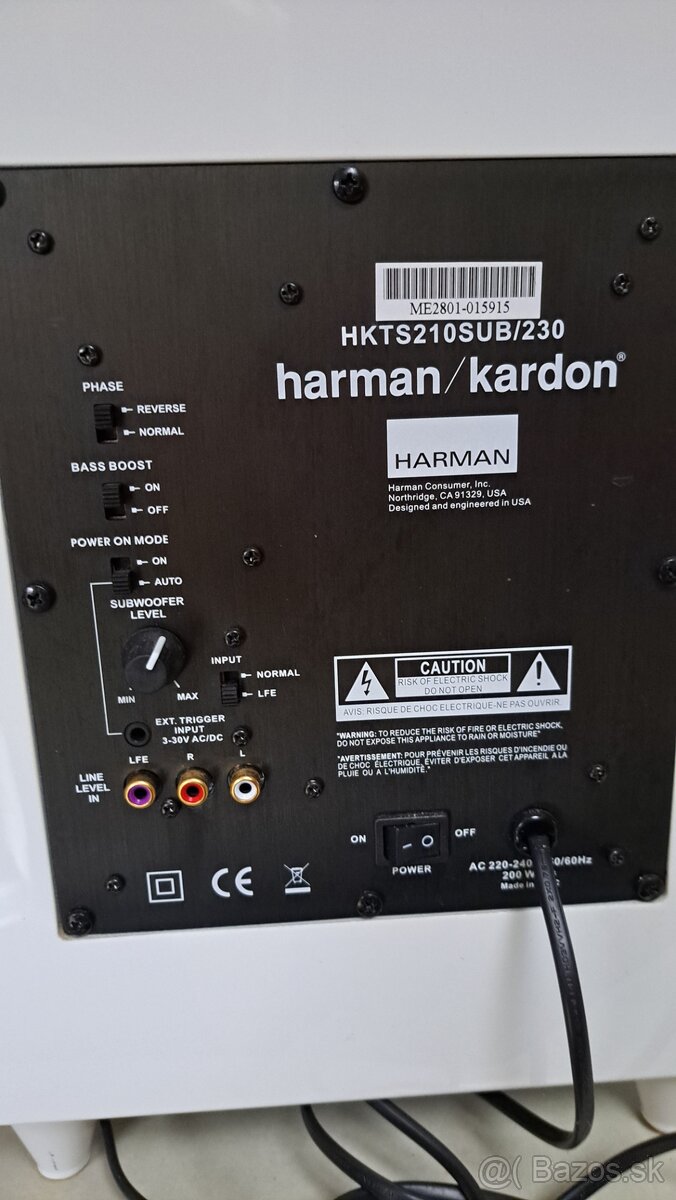 ME2801-015915
HKTS210SUB/230
harman/kardon®
HARMAN
Harman Consumer, Inc.
Northridge, CA 91329, USA
Designed and engineered in USA
PHASE
REVERSE
NORMAL
BASS BOOST
ON
OFF
POWER ON MODE
ON
AUTO
SUBWOOFER
LEVEL
MIN
MAX
INPUT
NORMAL
LFE
EXT. TRIGGER
INPUT
3-30V AC/DC
LINE
LEVEL
IN
LFE
R
L
CAUTION
RISK OF ELECTRIC SHOCK
DO NOT OPEN
AVIS: RISQUE DE CHOC ELECTRIQUE-NE PAS OUVRIR.
"WARNING: TO REDUCE THE RISK OF FIRE OR ELECTRIC SHOCK,
DO NOT EXPOSE THIS APPLIANCE TO RAIN OR MOISTURE"
"AVERTISSEMENT: POUR PRÉVENIR LES RISQUES D'INCENDIE OU
DE CHOC ÉLECTRIQUE, ÉVITER D'EXPOSER CET APPAREIL A LA
PLUIE OU A L'HUMIDITÉ."
ON
OFF
POWER
AC 220-240
60/60Hz
200 W
Made in
CE
@( Bazos.sk